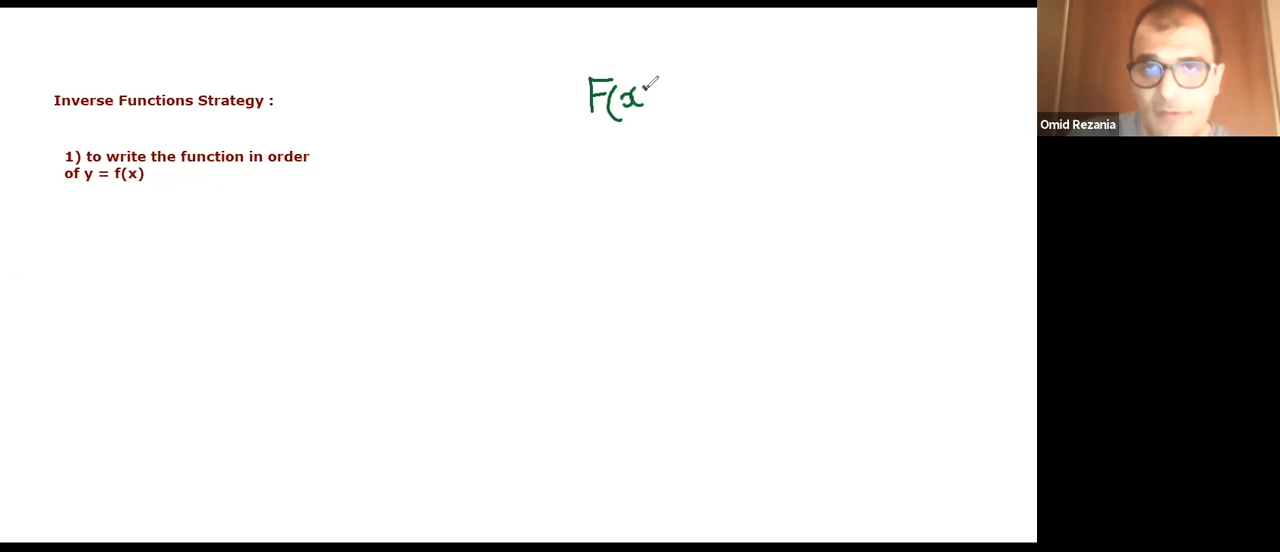 Inverse Functions Strategy :
F(x
1) to write the function in order
of y = f(x)
Omid Rezania